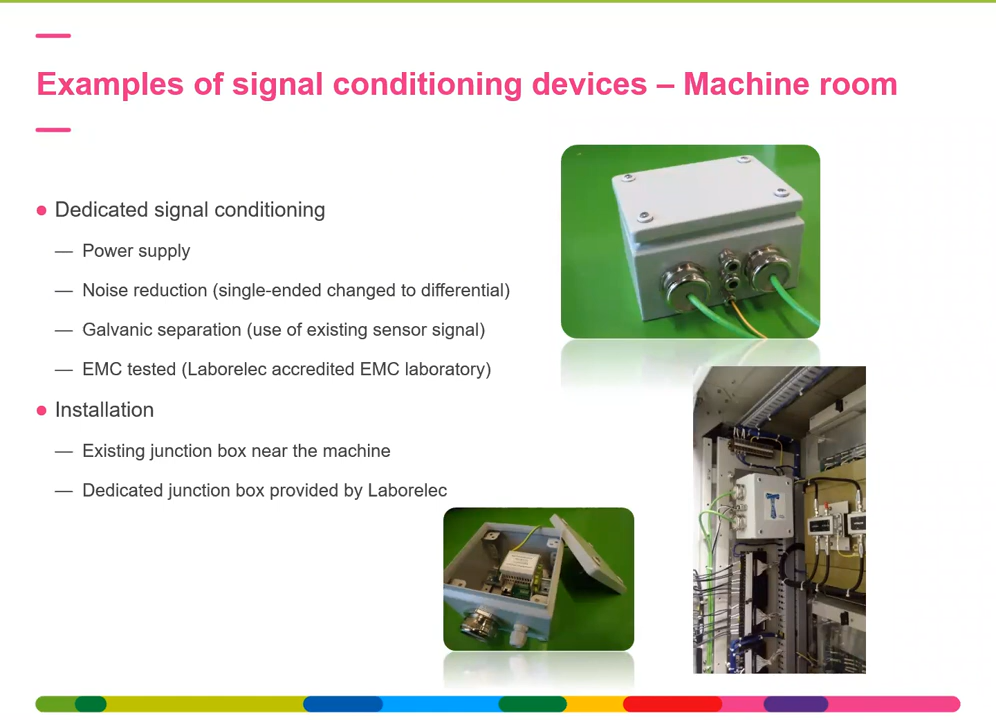 Examples of signal conditioning devices – Machine room
Dedicated signal conditioning
— Power supply
— Noise reduction (single-ended changed to differential)
— Galvanic separation (use of existing sensor signal)
— EMC tested (Laborelec accredited EMC laboratory)
Installation
— Existing junction box near the machine
— Dedicated junction box provided by Laborelec